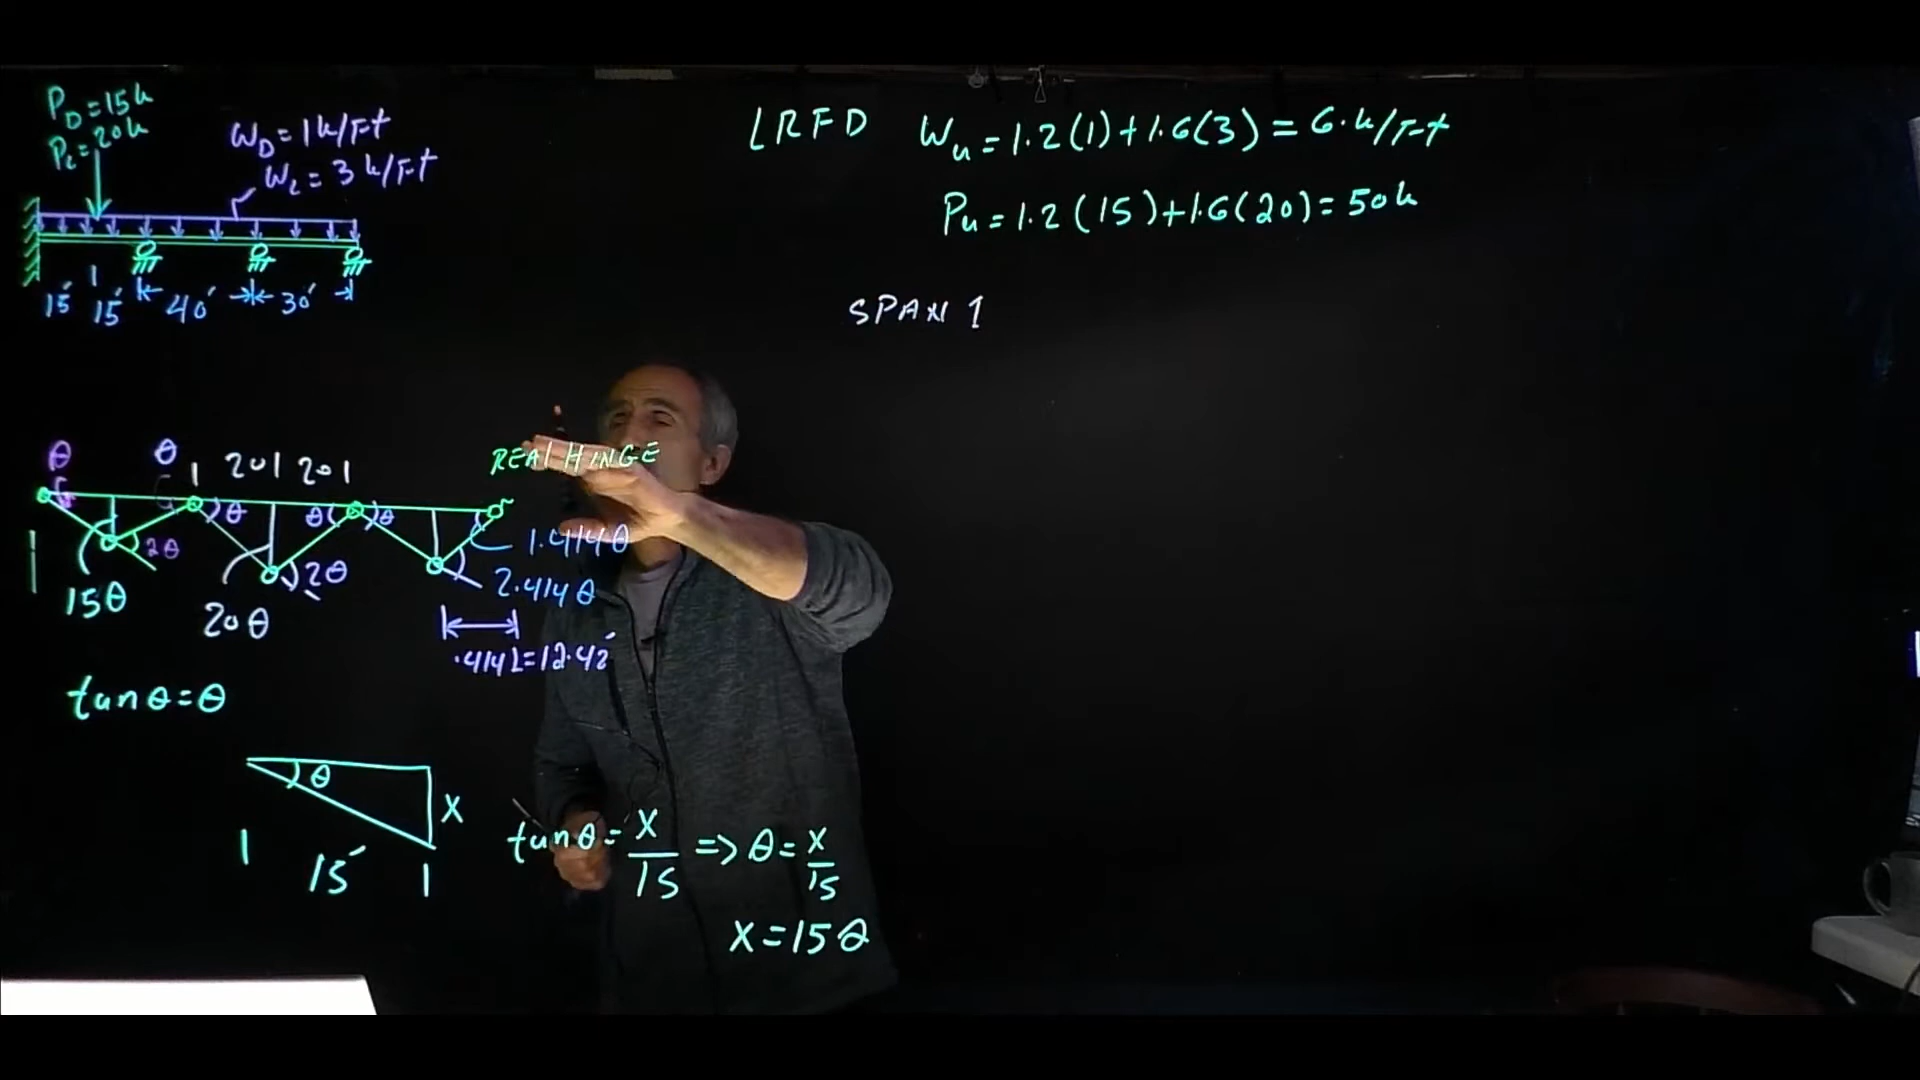 P_D=15k
P_L=20k
w_D=1k/Ft
w_L=3k/Ft
15' 15' 40' 30'
LRFD W_u=1.2(1)+1.6(3)=6.k/Ft
P_u=1.2(15)+1.6(20)=50k
SPAN 1
REAL HINGE
θ θ 20' 20'
θ θ θ
2θ 2θ
1.414θ
2.414θ
15θ
20θ
.414L=12.42'
tanθ=θ
θ
x
15'
tanθ=x/15 => θ=x/15
x=15θ